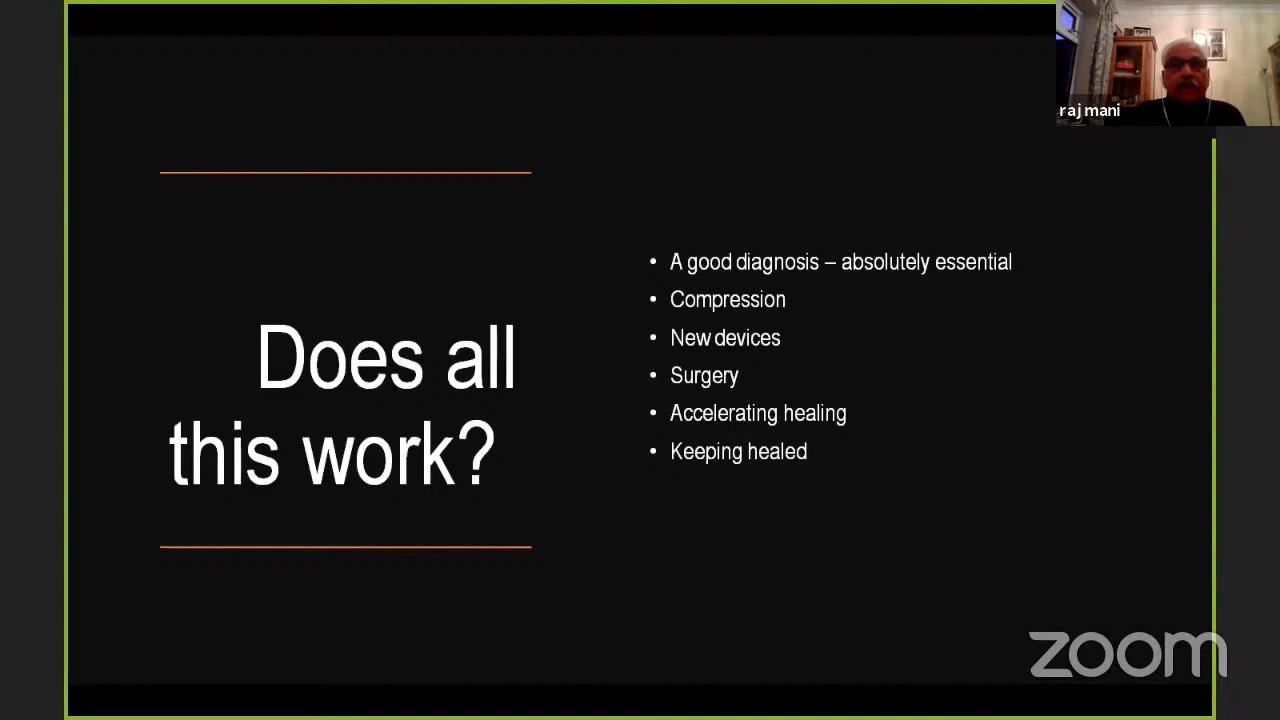 raj mani
Does all
this work?
• A good diagnosis – absolutely essential
• Compression
• New devices
• Surgery
• Accelerating healing
• Keeping healed
zoom